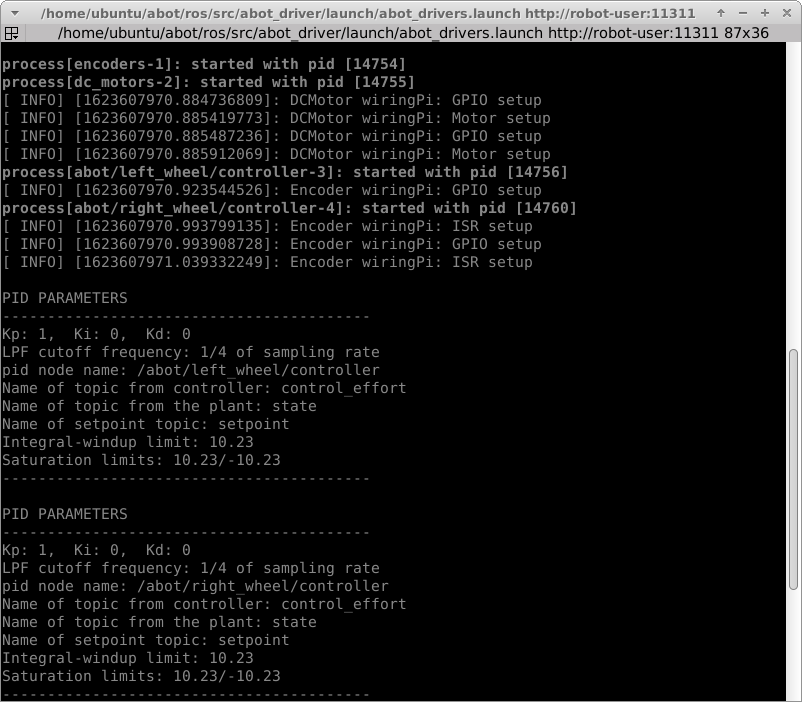 /home/ubuntu/abot/ros/src/abot_driver/launch/abot_drivers.launch http://robot-user:11311
/home/ubuntu/abot/ros/src/abot_driver/launch/abot_drivers.launch http://robot-user:11311 87x36
process[encoders-1]: started with pid [14754]
process[dc_motors-2]: started with pid [14755]
[ INFO] [1623607970.884736809]: DCMotor wiringPi: GPIO setup
[ INFO] [1623607970.885419773]: DCMotor wiringPi: Motor setup
[ INFO] [1623607970.885487236]: DCMotor wiringPi: GPIO setup
[ INFO] [1623607970.885912069]: DCMotor wiringPi: Motor setup
process[abot/left_wheel/controller-3]: started with pid [14756]
[ INFO] [1623607970.923544526]: Encoder wiringPi: GPIO setup
process[abot/right_wheel/controller-4]: started with pid [14760]
[ INFO] [1623607970.993799135]: Encoder wiringPi: ISR setup
[ INFO] [1623607970.993908728]: Encoder wiringPi: GPIO setup
[ INFO] [1623607971.039332249]: Encoder wiringPi: ISR setup
PID PARAMETERS
-----------------------------------------
Kp: 1,  Ki: 0,  Kd: 0
LPF cutoff frequency: 1/4 of sampling rate
pid node name: /abot/left_wheel/controller
Name of topic from controller: control_effort
Name of topic from the plant: state
Name of setpoint topic: setpoint
Integral-windup limit: 10.23
Saturation limits: 10.23/-10.23
-----------------------------------------
PID PARAMETERS
-----------------------------------------
Kp: 1,  Ki: 0,  Kd: 0
LPF cutoff frequency: 1/4 of sampling rate
pid node name: /abot/right_wheel/controller
Name of topic from controller: control_effort
Name of topic from the plant: state
Name of setpoint topic: setpoint
Integral-windup limit: 10.23
Saturation limits: 10.23/-10.23
-----------------------------------------